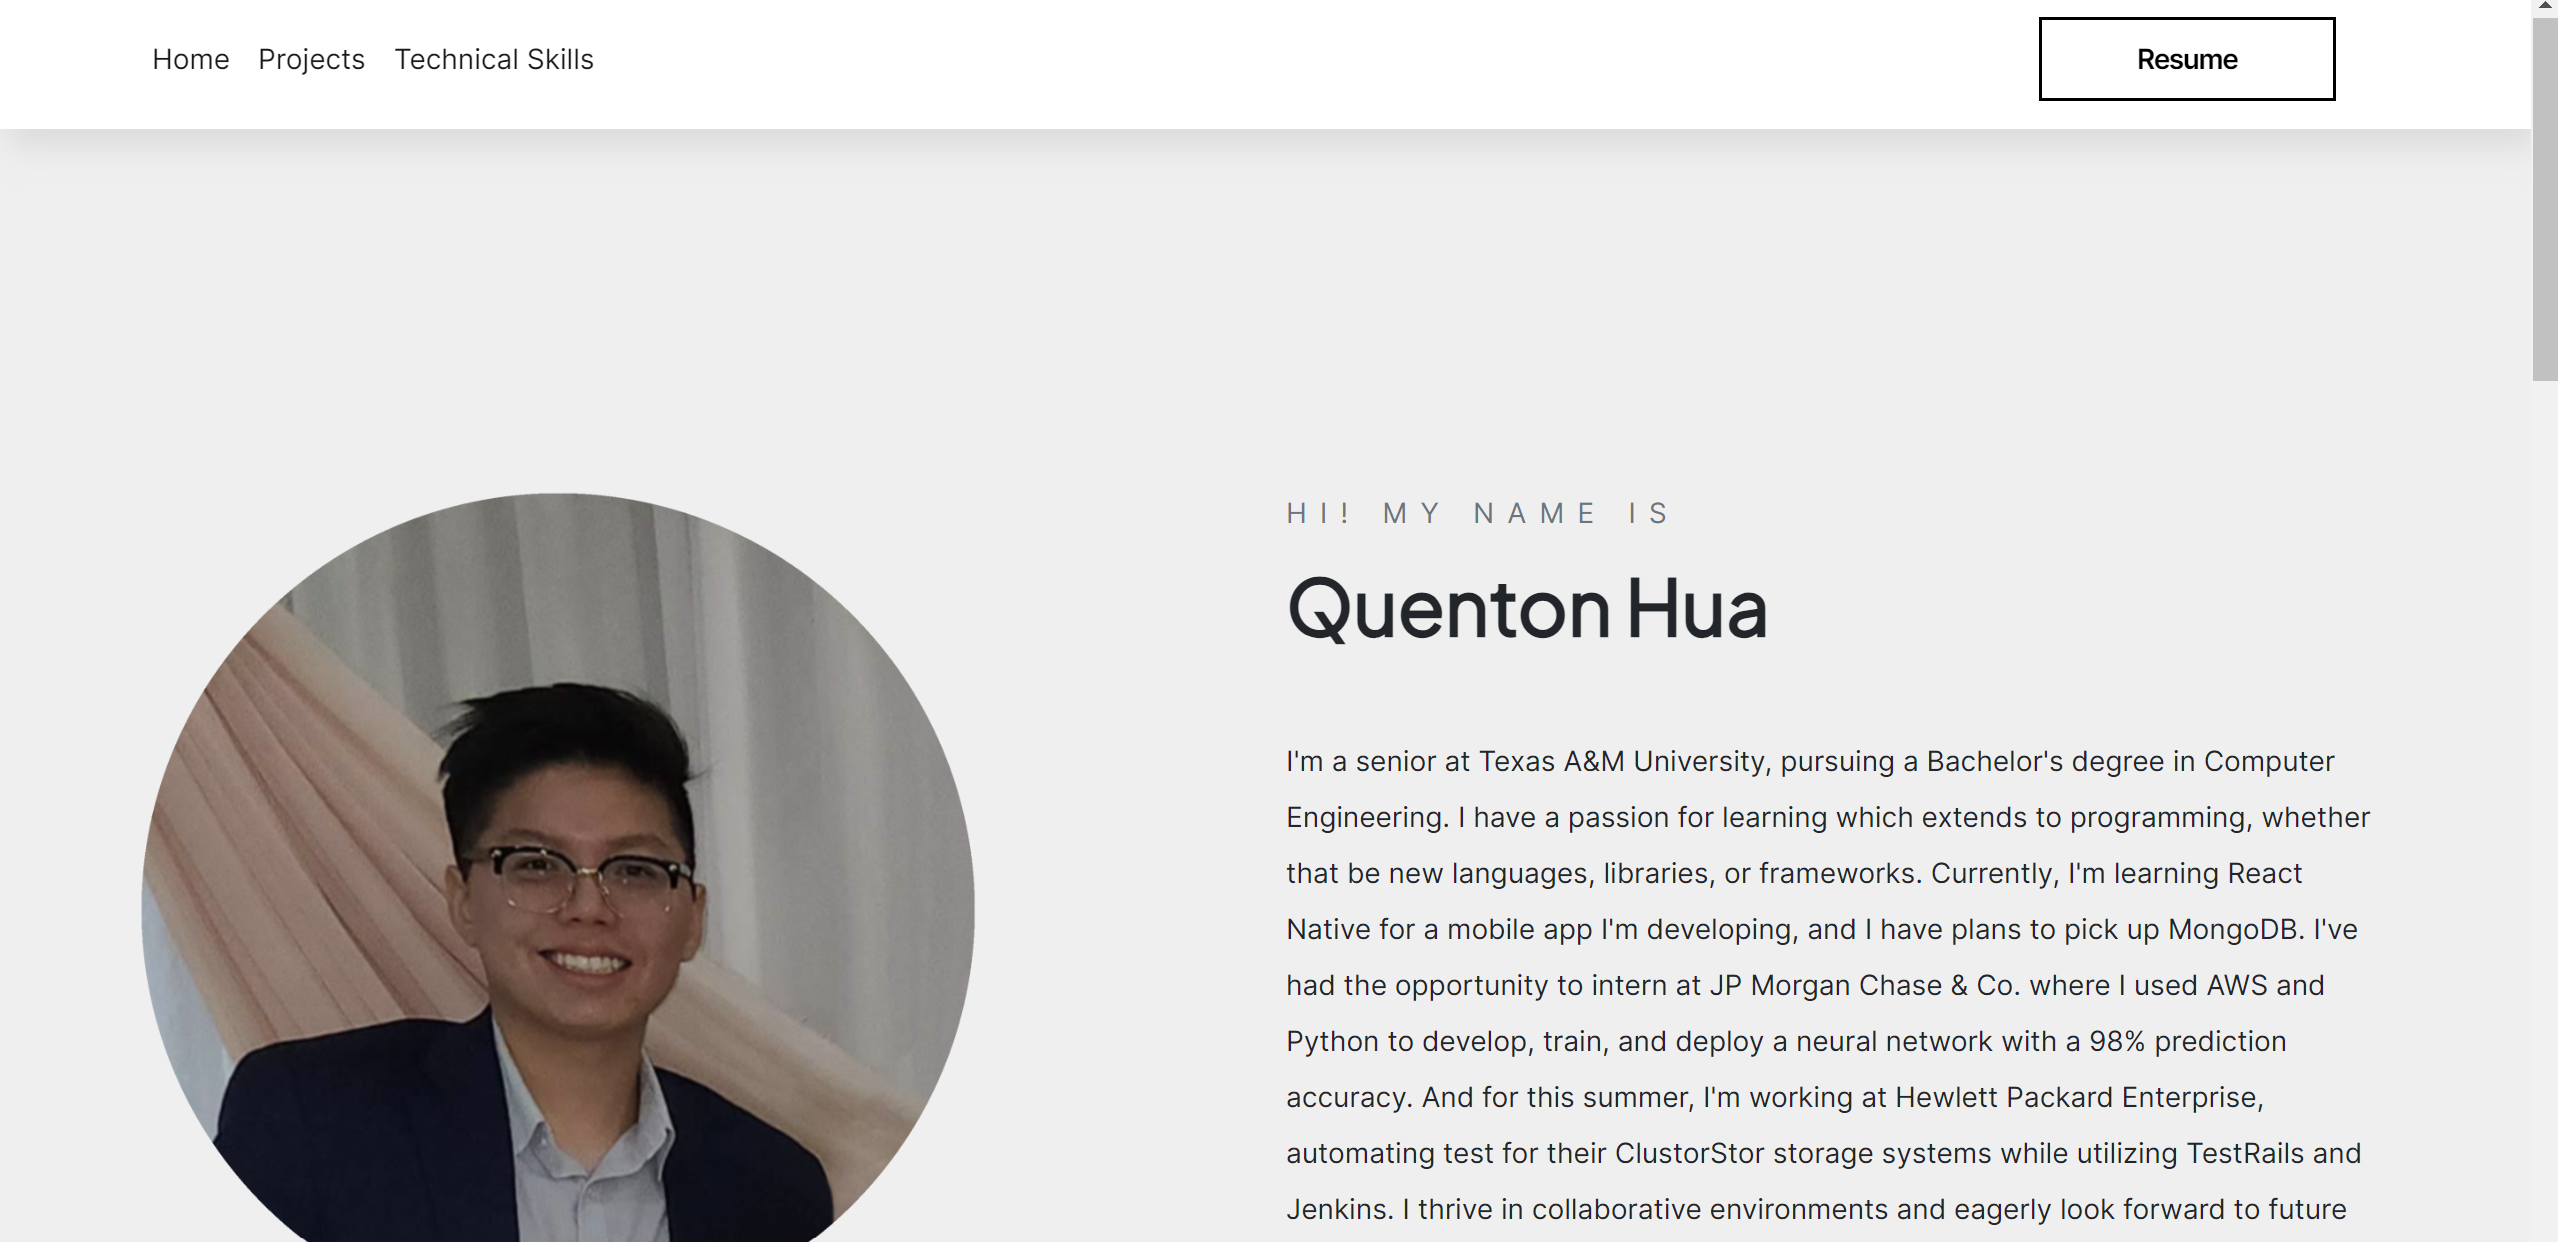 Home Projects Technical Skills Resume
HI! MY NAME IS
Quenton Hua
I'm a senior at Texas A&M University, pursuing a Bachelor's degree in Computer
Engineering. I have a passion for learning which extends to programming, whether
that be new languages, libraries, or frameworks. Currently, I'm learning React
Native for a mobile app I'm developing, and I have plans to pick up MongoDB. I've
had the opportunity to intern at JP Morgan Chase & Co. where I used AWS and
Python to develop, train, and deploy a neural network with a 98% prediction
accuracy. And for this summer, I'm working at Hewlett Packard Enterprise,
automating test for their ClustorStor storage systems while utilizing TestRails and
Jenkins. I thrive in collaborative environments and eagerly look forward to future